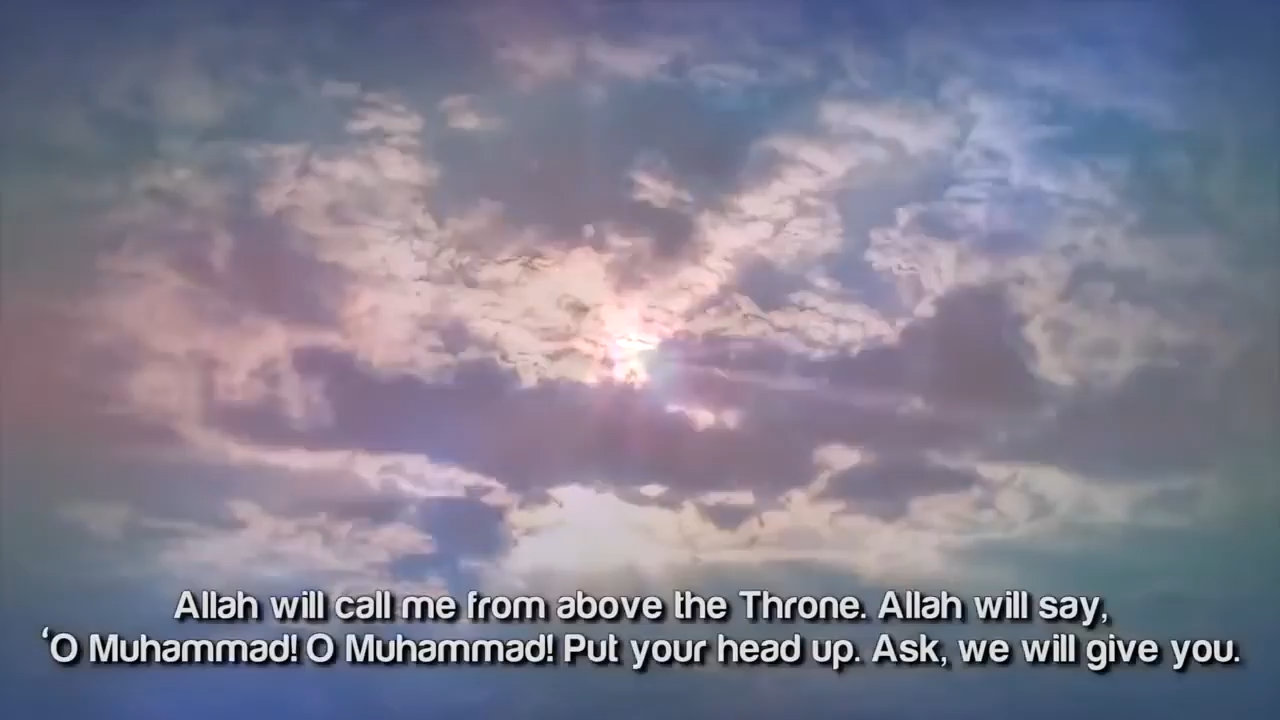 Allah will call me from above the Throne. Allah will say,
‘O Muhammad! O Muhammad! Put your head up. Ask, we will give you.